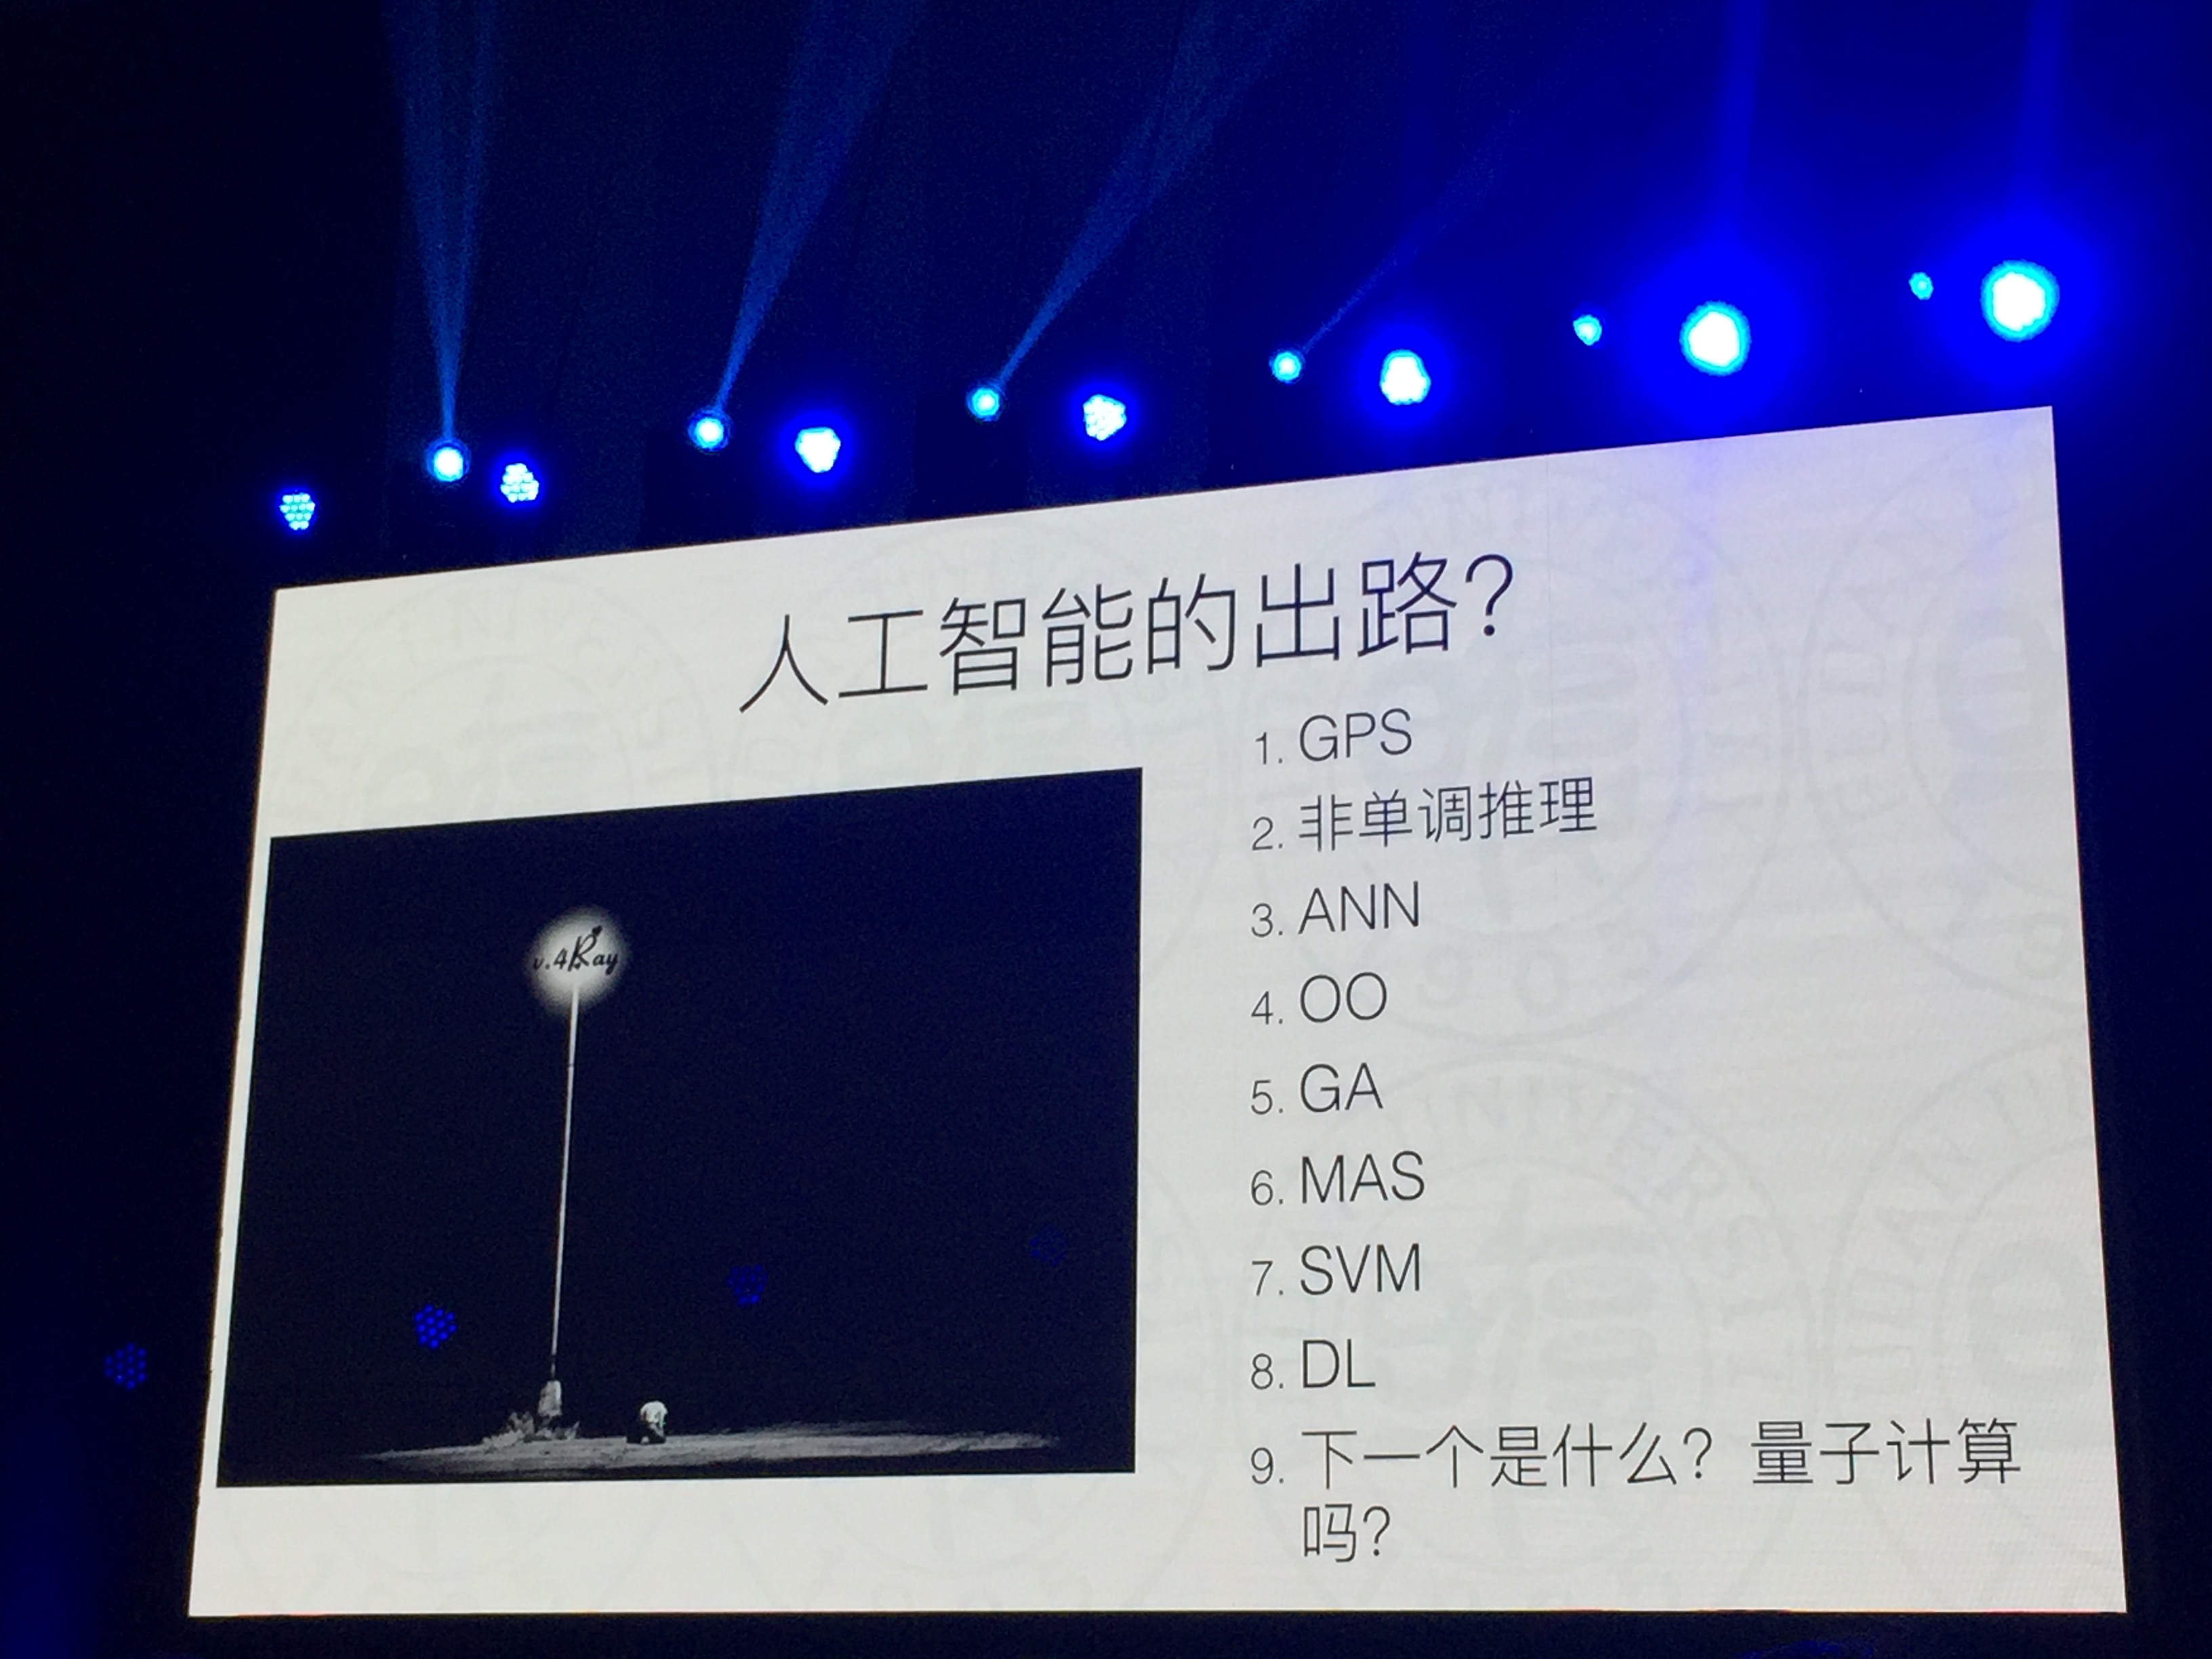 人工智能的出路？
v.4Ray
1. GPS
2. 非单调推理
3. ANN
4. OO
5. GA
6. MAS
7. SVM
8. DL
9. 下一个是什么？量子计算
吗？